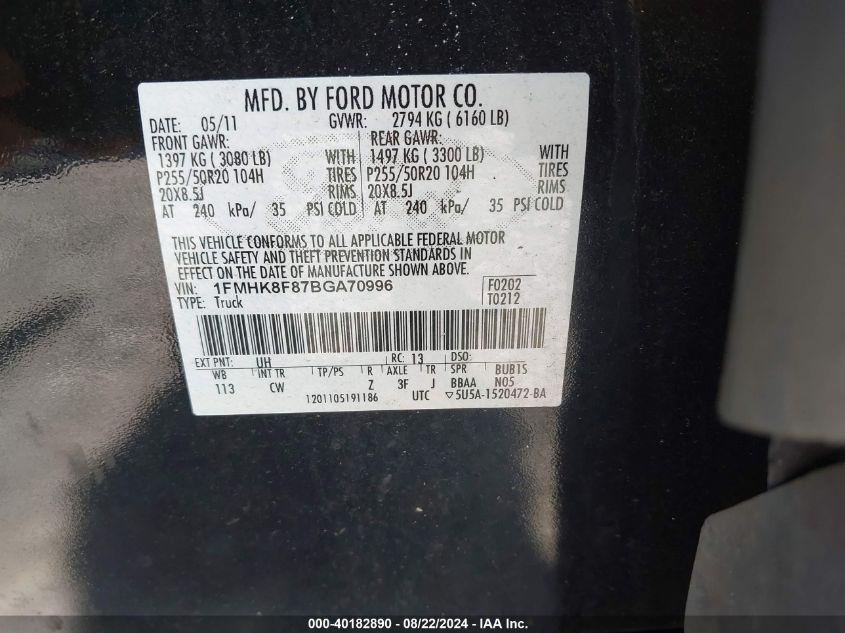 MFD. BY FORD MOTOR CO.
DATE: 05/11 GVWR: 2794 KG ( 6160 LB)
FRONT GAWR: REAR GAWR:
1397 KG ( 3080 LB) WITH 1497 KG ( 3300 LB) WITH
P255/50R20 104H TIRES P255/50R20 104H TIRES
20X8.5J RIMS 20X8.5J RIMS
AT 240 kPa/ 35 PSI COLD AT 240 kPa/ 35 PSI COLD
THIS VEHICLE CONFORMS TO ALL APPLICABLE FEDERAL MOTOR
VEHICLE SAFETY AND THEFT PREVENTION STANDARDS IN
EFFECT ON THE DATE OF MANUFACTURE SHOWN ABOVE.
VIN: 1FMHK8F87BGA70996 F0202
TYPE: Truck T0212
EXT PNT: UH RC: 13 DSO:
WB INT TR TP/PS R AXLE TR SPR BUB1S
113 CW Z 3F J BBAA N05
1201105191186 UTC ▽5U5A-1520472-BA
000-40182890 - 08/22/2024 - IAA Inc.